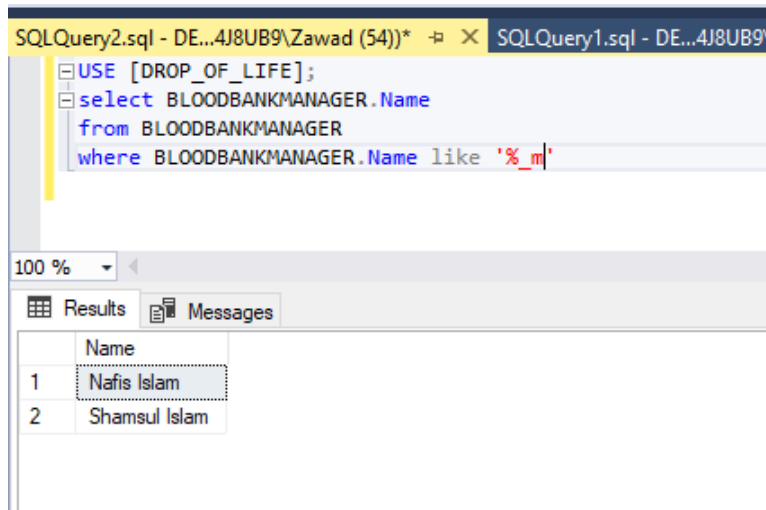 SQLQuery2.sql - DE...4J8UB9\Zawad (54))* SQLQuery1.sql - DE...4J8UB9\
USE [DROP_OF_LIFE];
select BLOODBANKMANAGER.Name
from BLOODBANKMANAGER
where BLOODBANKMANAGER.Name like '%_m'
100 %
Results Messages
Name
1 Nafis Islam
2 Shamsul Islam